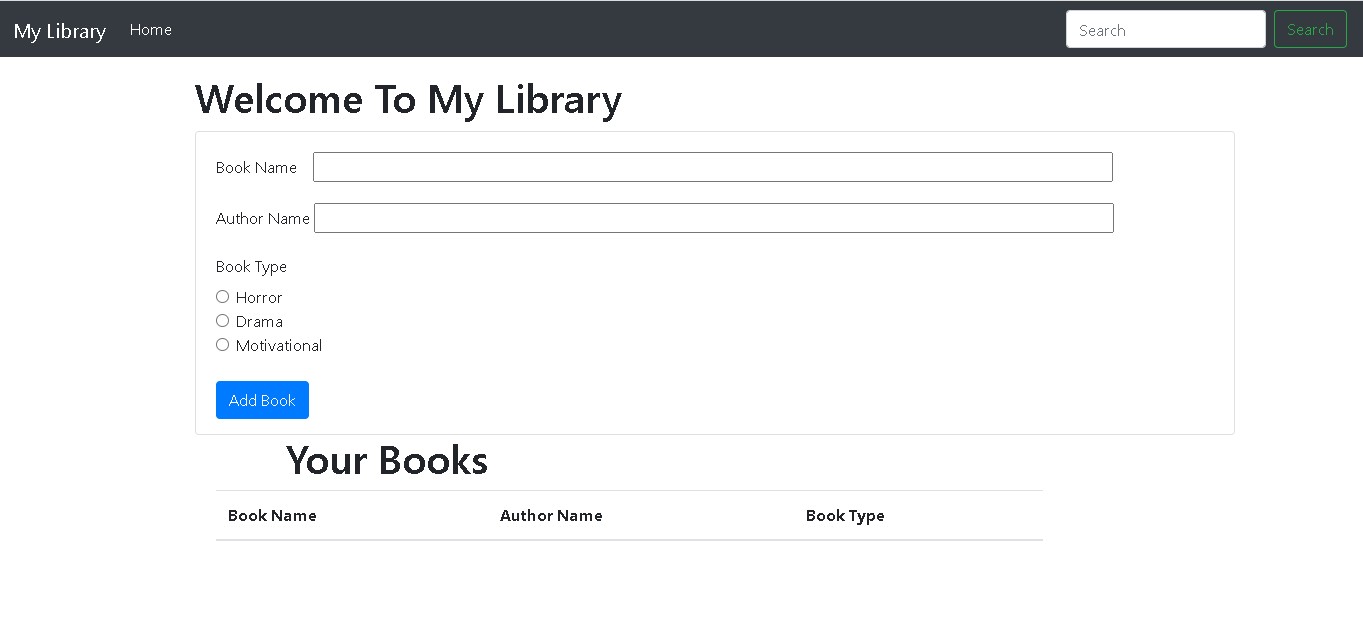 My Library Home Search Search
Welcome To My Library
Book Name
Author Name
Book Type
Horror
Drama
Motivational
Add Book
Your Books
Book Name Author Name Book Type